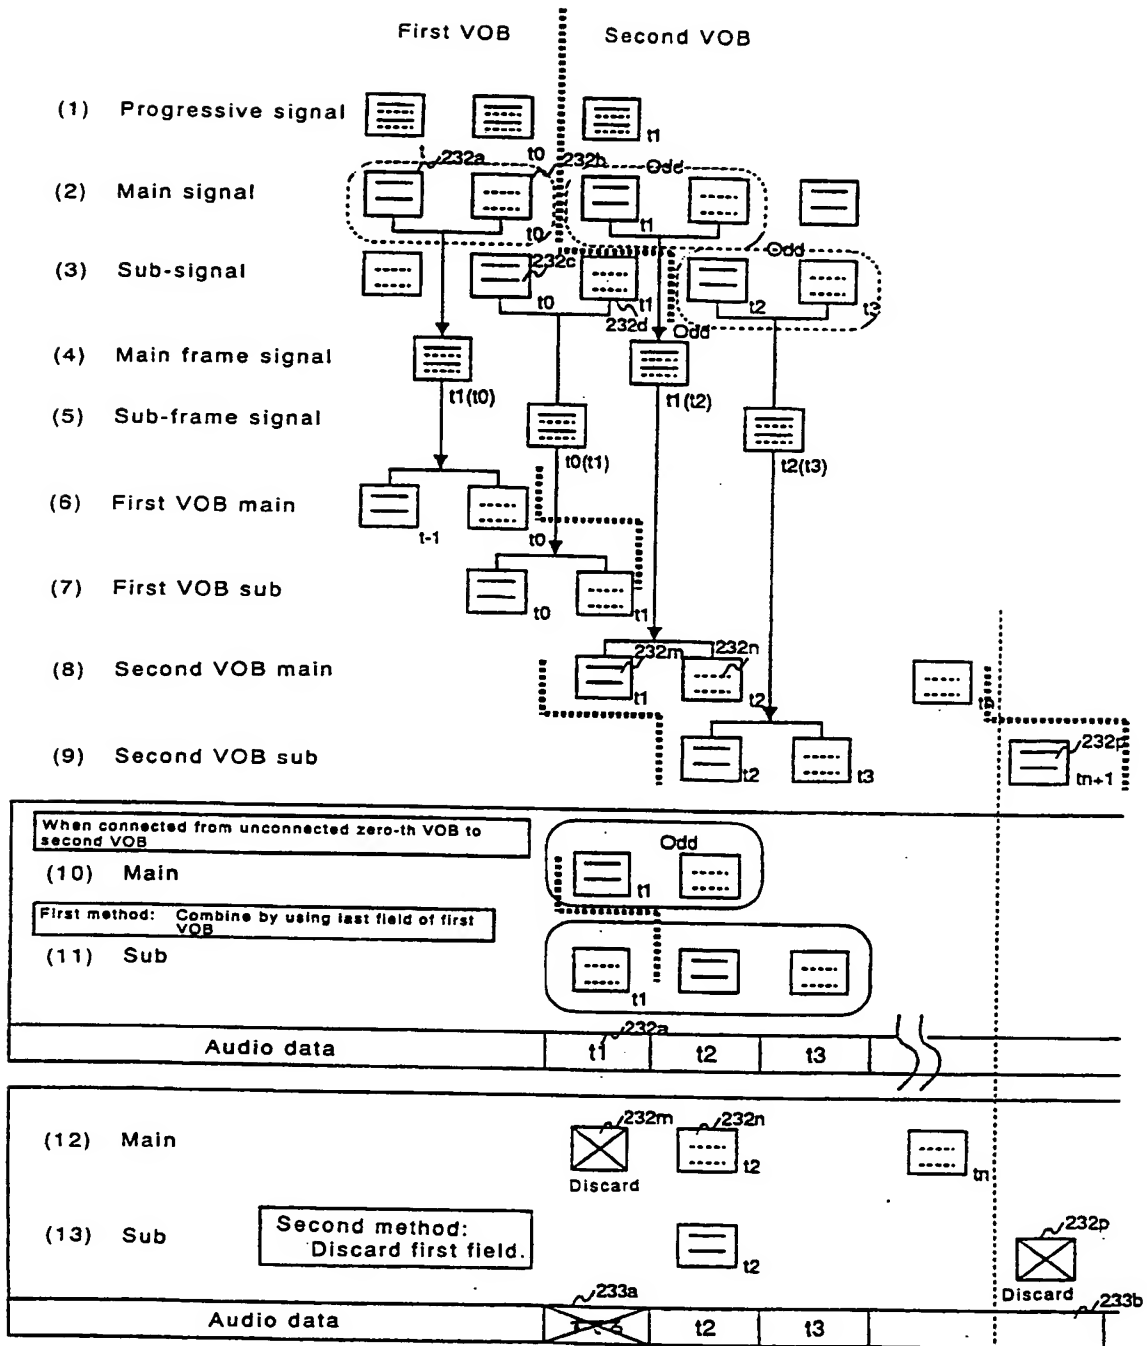 First VOB
Second VOB
(1) Progressive signal
t1
t
232a
t0
232b
Odd
(2) Main signal
t0
t1
Odd
(3) Sub-signal
232c
t0
t1
232d
t2
t3
Odd
(4) Main frame signal
t1(t0)
t1(t2)
(5) Sub-frame signal
t0(t1)
t2(t3)
(6) First VOB main
t-1
t0
(7) First VOB sub
t0
t1
232m
232n
(8) Second VOB main
t1
t2
(9) Second VOB sub
t2
t3
232p
tn+1
When connected from unconnected zero-th VOB to
second VOB
Odd
(10) Main
t1
First method: Combine by using last field of first
VOB
(11) Sub
t1
232a
Audio data
t1
t2
t3
232m
232n
(12) Main
t2
tn
Discard
(13) Sub
Second method:
Discard first field.
t2
232p
Discard
233a
233b
Audio data
t2
t3